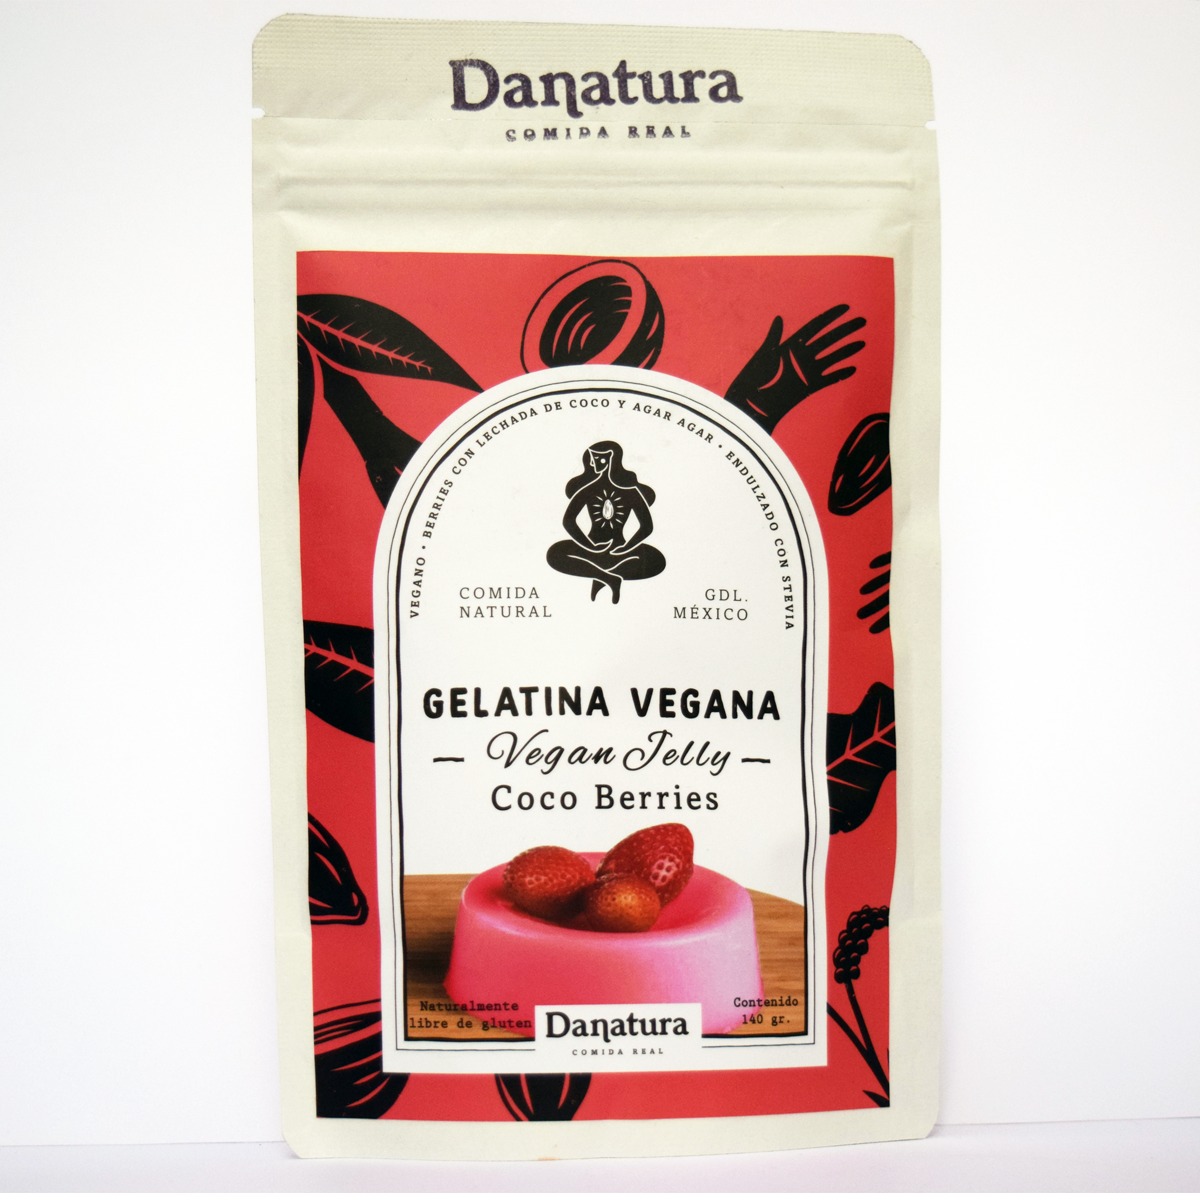 Danatura
COMIDA REAL
VEGANO • BERRIES CON LECHADA DE COCO Y AGAR AGAR • ENDULZADO CON STEVIA
COMIDA
NATURAL
GDL.
MÉXICO
GELATINA VEGANA
— Vegan Jelly —
Coco Berries
Naturalmente
libre de gluten
Contenido
140 gr.
Danatura
COMIDA REAL